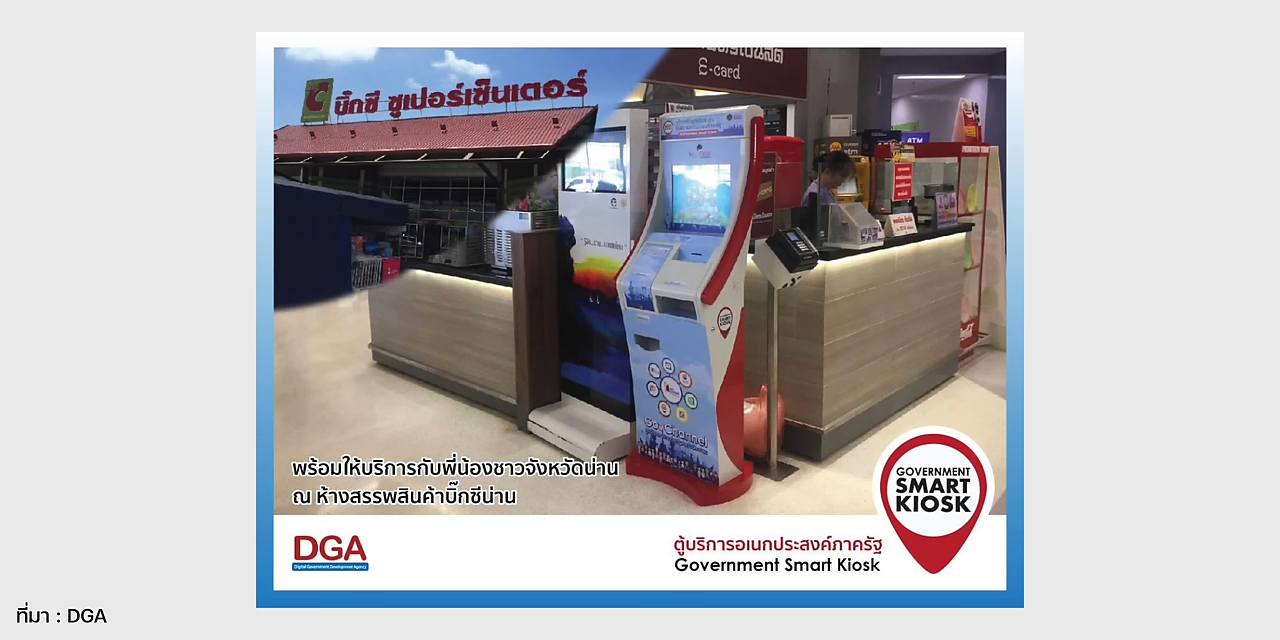 บิ๊กซี ซูเปอร์เซ็นเตอร์
E-card
ATM
atm
Gov Channel
พร้อมให้บริการกับพี่น้องชาวจังหวัดน่าน
ณ ห้างสรรพสินค้าบิ๊กซีน่าน
GOVERNMENT
SMART
KIOSK
DGA
Digital Government Development Agency
ตู้บริการอเนกประสงค์ภาครัฐ
Government Smart Kiosk
ที่มา : DGA